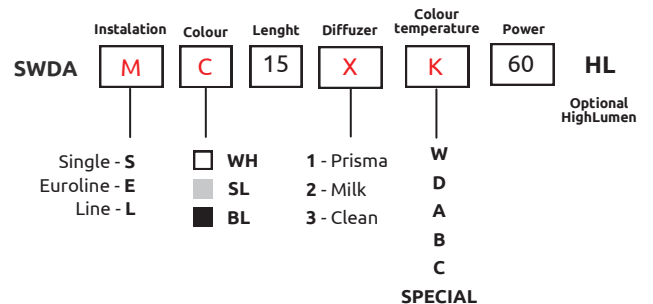 Instalation Colour Lenght Diffuzer Colour temperature Power
SWDA M C 15 X K 60 HL
Optional
HighLumen
Single - S
Euroline - E
Line - L
WH
SL
BL
1 - Prisma
2 - Milk
3 - Clean
W
D
A
B
C
SPECIAL